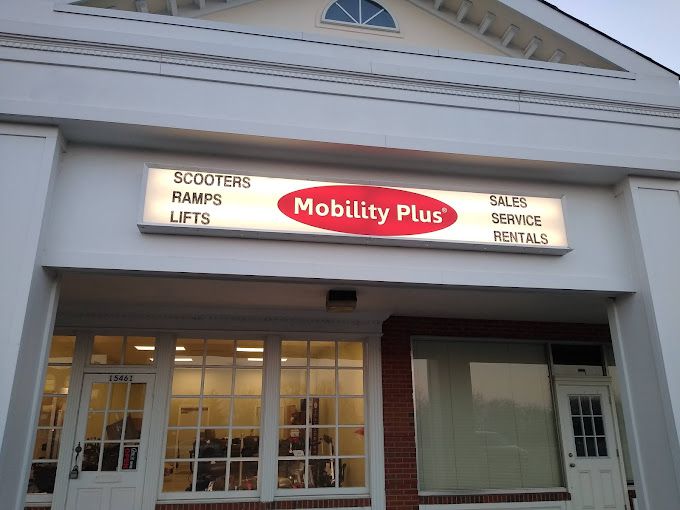 SCOOTERS
RAMPS
LIFTS
Mobility Plus®
SALES
SERVICE
RENTALS
15461